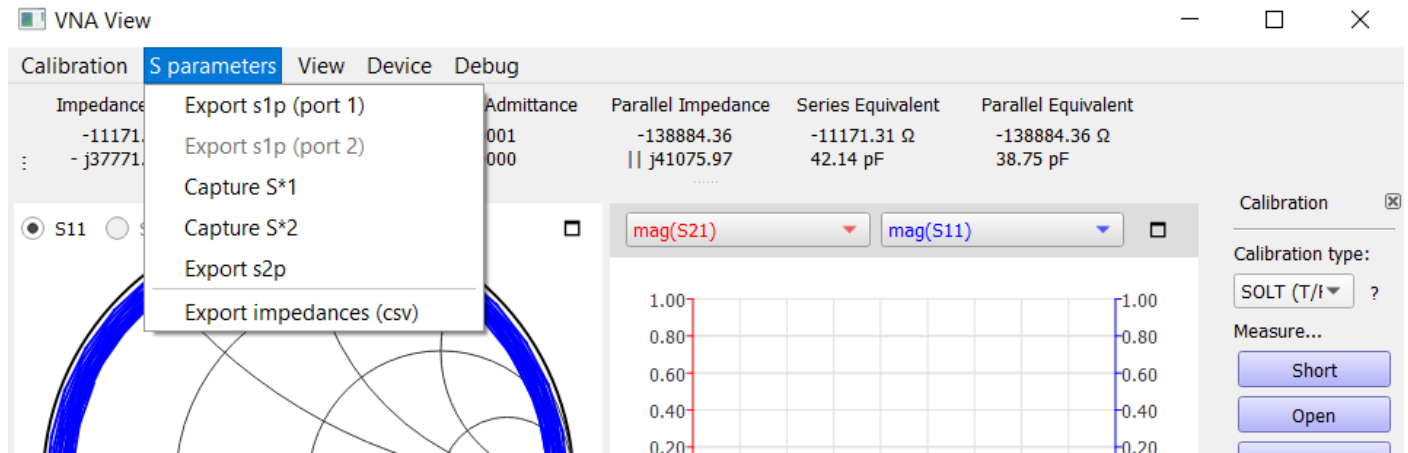 VNA View
Calibration S parameters View Device Debug
Impedance Admittance Parallel Impedance Series Equivalent Parallel Equivalent
-11171. 001 -138884.36 -11171.31 Ω -138884.36 Ω
- j37771. 000 || j41075.97 42.14 pF 38.75 pF
Export s1p (port 1)
Export s1p (port 2)
Capture S*1
Capture S*2
Export s2p
Export impedances (csv)
S11
mag(S21) mag(S11)
1.00 1.00
0.80 0.80
0.60 0.60
0.40 0.40
0.20 0.20
Calibration
Calibration type:
SOLT (T/ ?
Measure...
Short
Open